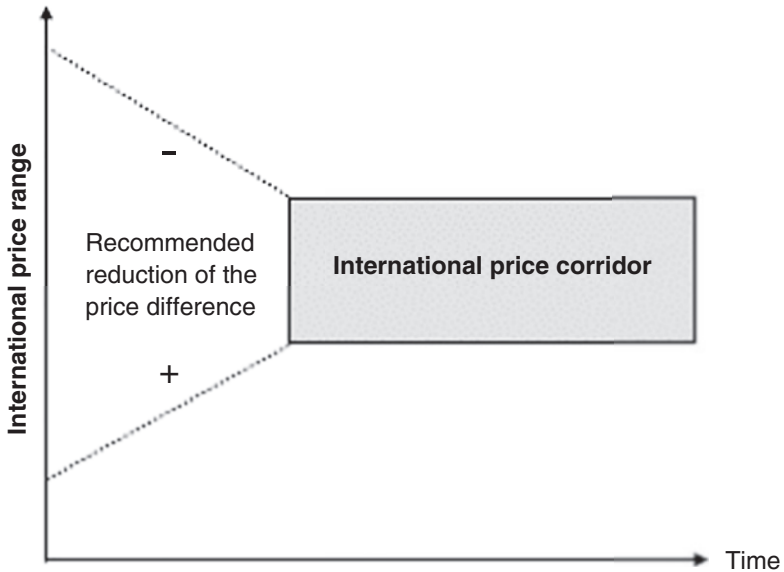 International price range
–
Recommended
reduction of the
price difference
+
International price corridor
Time